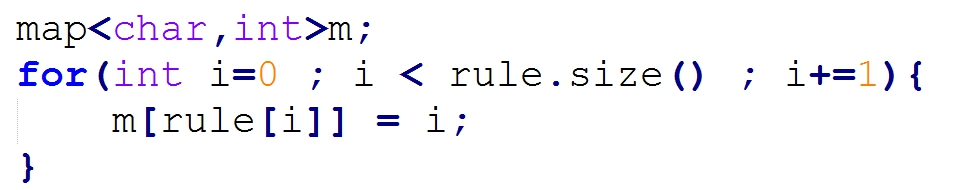 map<char,int>m;
for(int i=0 ; i < rule.size() ; i+=1){
    m[rule[i]] = i;
}